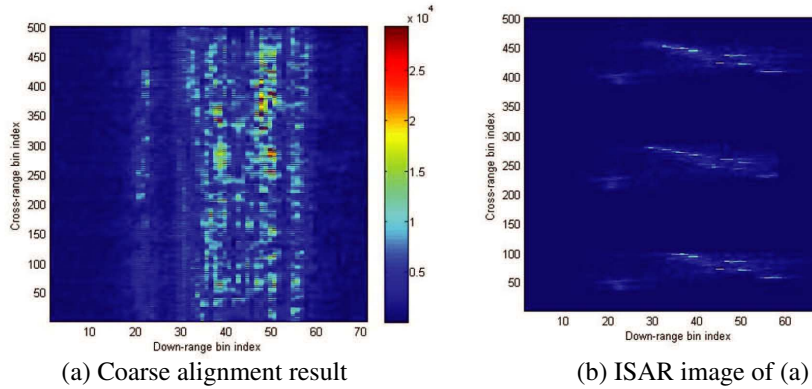 x 10⁴
500
450
400
350
300
250
200
150
100
50
Cross-range bin index
10 20 30 40 50 60 70
Down-range bin index
2.5
2
1.5
1
0.5
(a) Coarse alignment result
500
450
400
350
300
250
200
150
100
50
Cross-range bin index
10 20 30 40 50 60
Down-range bin index
(b) ISAR image of (a)